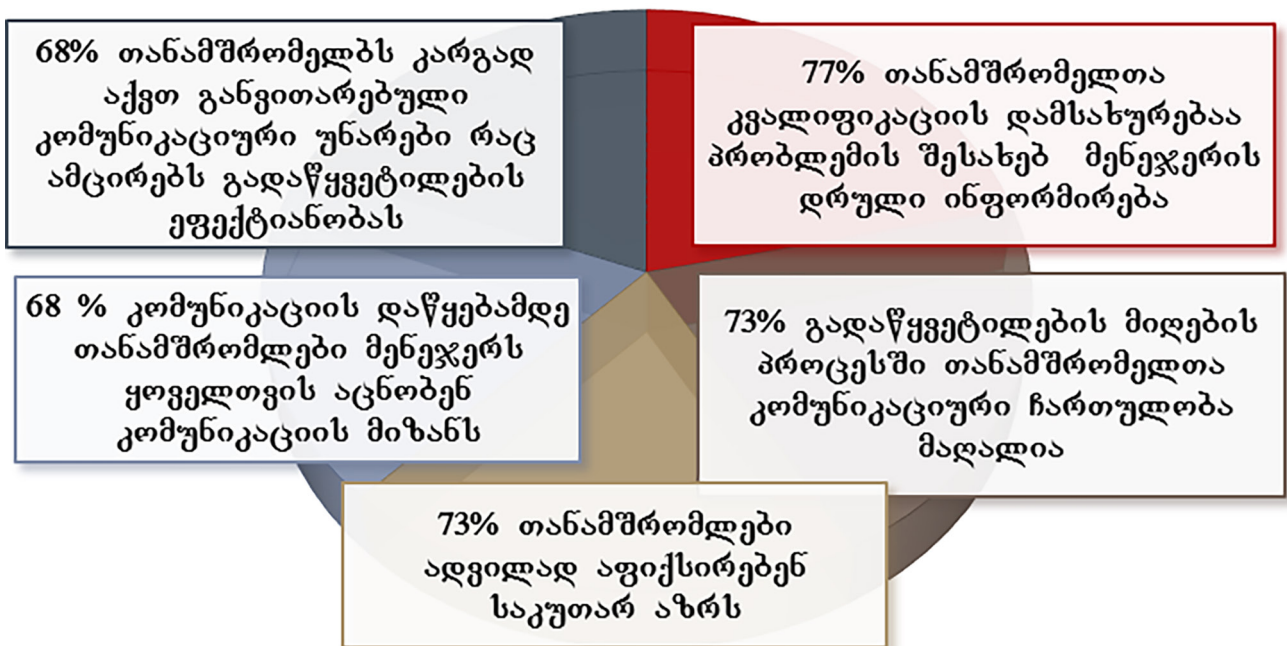 68% თანამშრომელბს კარგად
აქვთ განვითარებული
კომუნიკაციური უნარები რაც
ამცირებს გადაწყვეტილების
ეფექტიანობას
77% თანამშრომელთა
კვალიფიკაციის დამსახურებაა
პრობლემის შესახებ მენეჯერის
დრული ინფორმირება
68 % კომუნიკაციის დაწყებამდე
თანამშრომლები მენეჯერს
ყოველთვის აცნობენ
კომუნიკაციის მიზანს
73% გადაწყვეტილების მიღების
პროცესში თანამშრომელთა
კომუნიკაციური ჩართულობა
მაღალია
73% თანამშრომლები
ადვილად აფიქსირებენ
საკუთარ აზრს